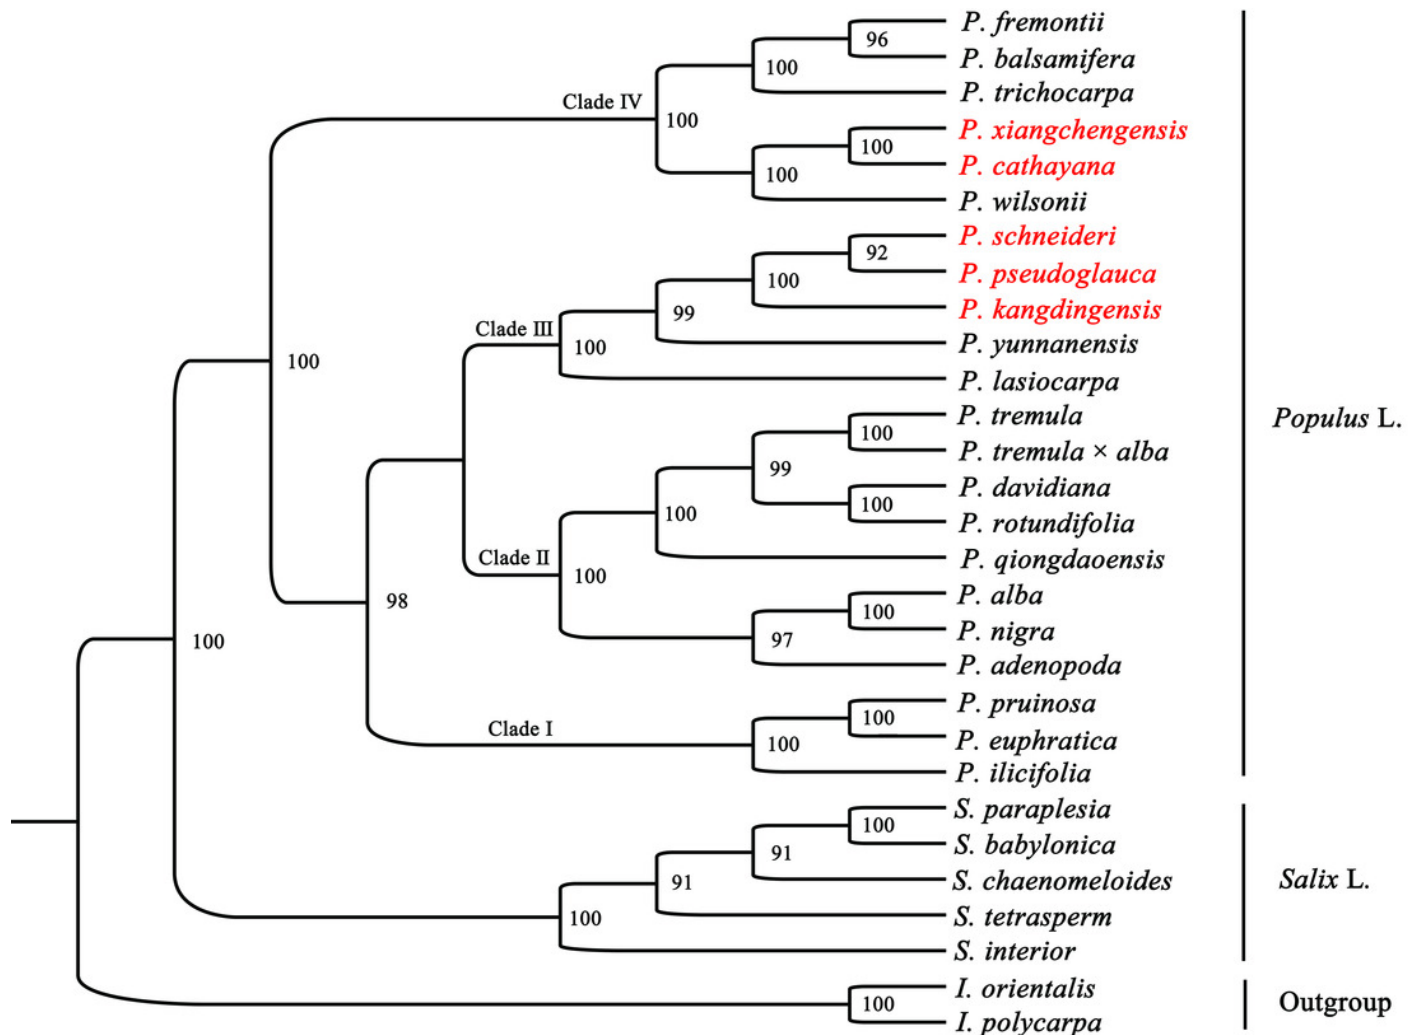 P. fremontii
96
P. balsamifera
100
P. trichocarpa
Clade IV
100
P. xiangchengensis
100
P. cathayana
100
P. wilsonii
P. schneideri
92
P. pseudoglauca
100
P. kangdingensis
99
Clade III
P. yunnanensis
100
P. lasiocarpa
100
P. tremula
100
P. tremula × alba
99
P. davidiana
100
P. rotundifolia
100
P. qiongdaoensis
Clade II
100
P. alba
100
P. nigra
97
P. adenopoda
98
100
P. pruinosa
100
P. euphratica
Clade I
100
P. ilicifolia
Populus L.
S. paraplesia
100
S. babylonica
91
S. chaenomeloides
91
S. tetrasperm
100
S. interior
Salix L.
I. orientalis
100
I. polycarpa
Outgroup